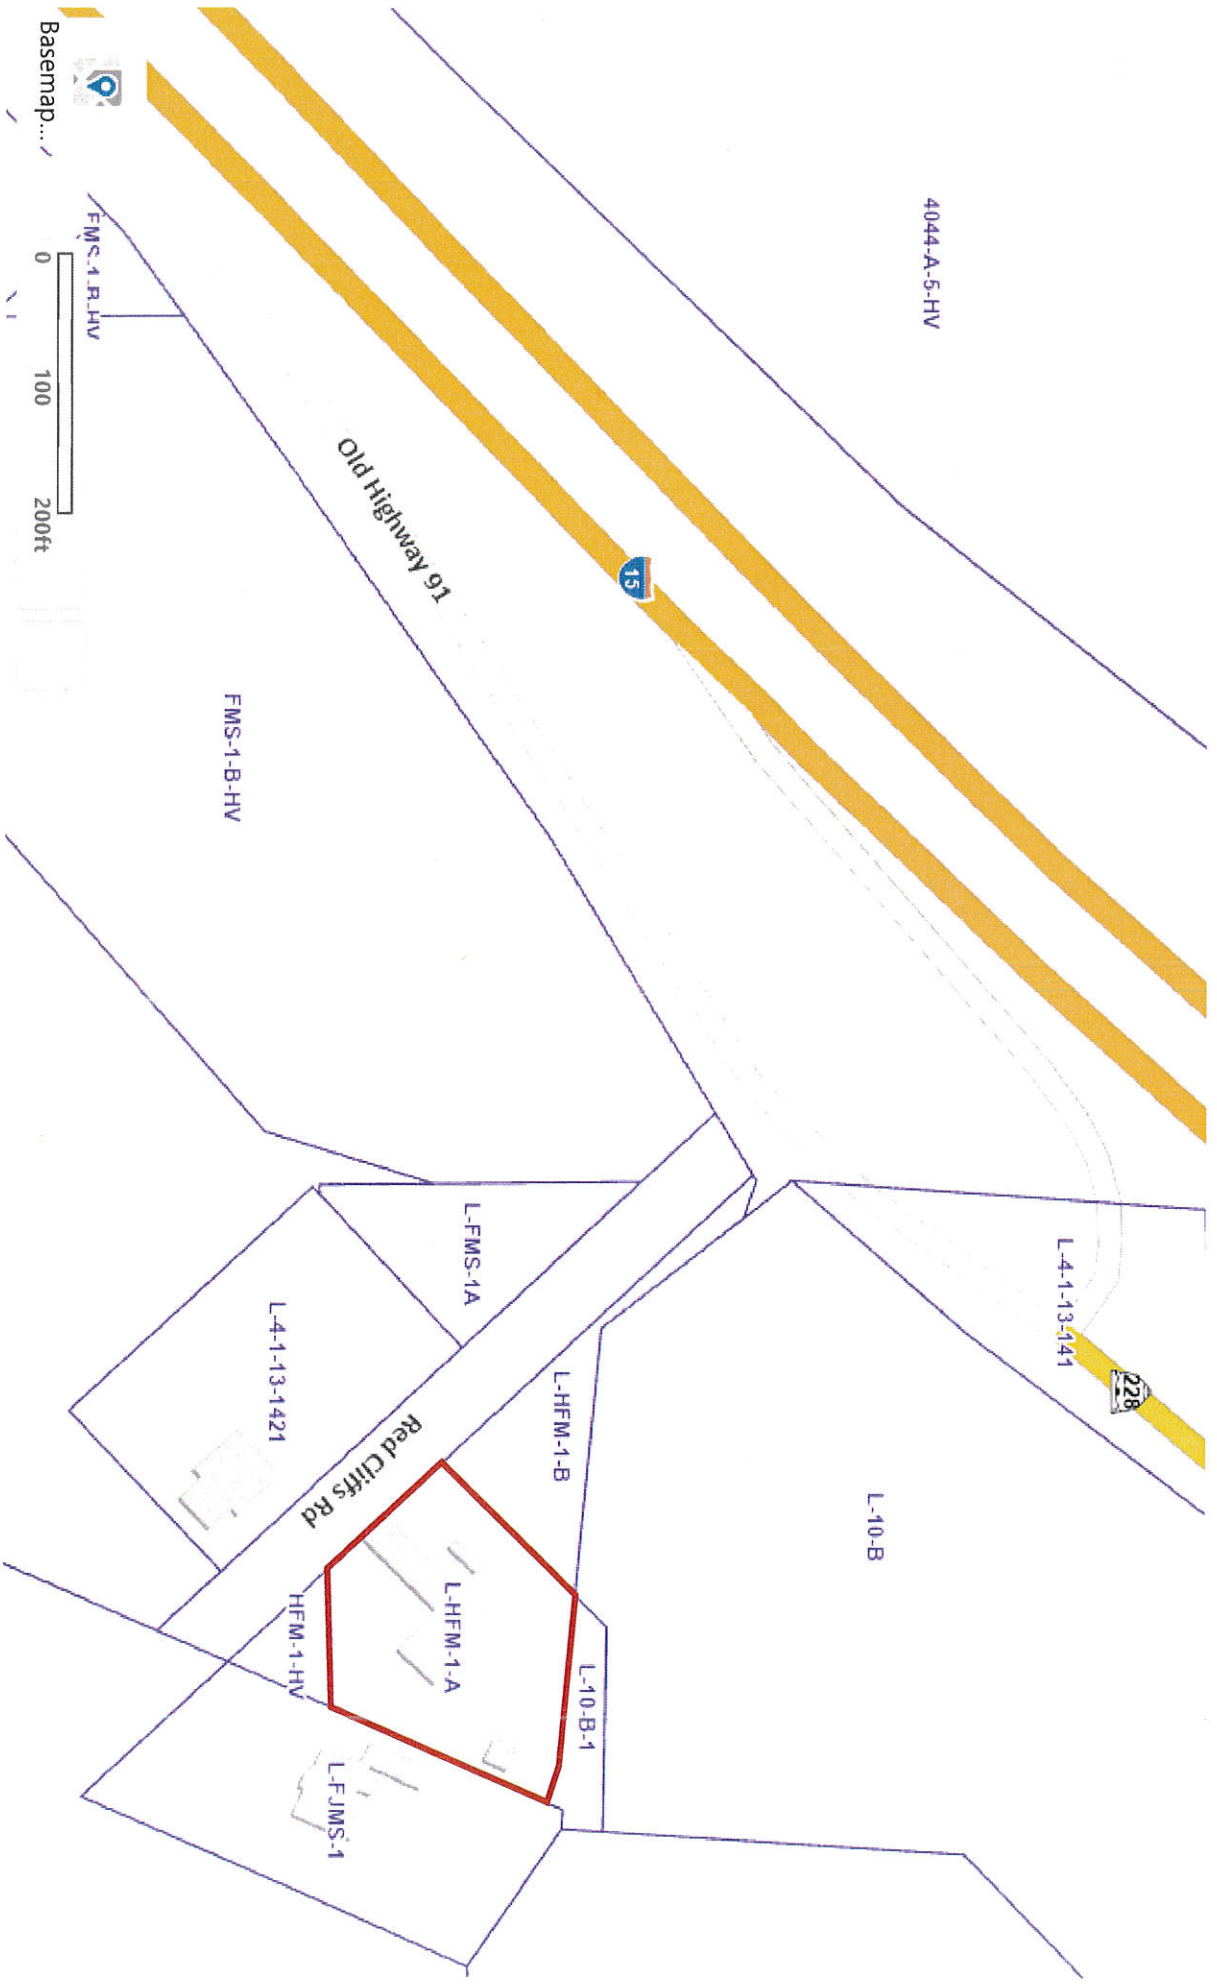 4044-A-5-HV
15
Old Highway 91
FMS-1-B-HV
FMS-1-B-HV
L-4-1-13-141
228
L-10-B
L-FMS-1A
L-HFM-1-B
L-4-1-13-1421
Red Cliffs Rd
L-HFM-1-A
L-10-B-1
HFM-1-HV
L-FJMS-1
0 100 200ft
Basemap...